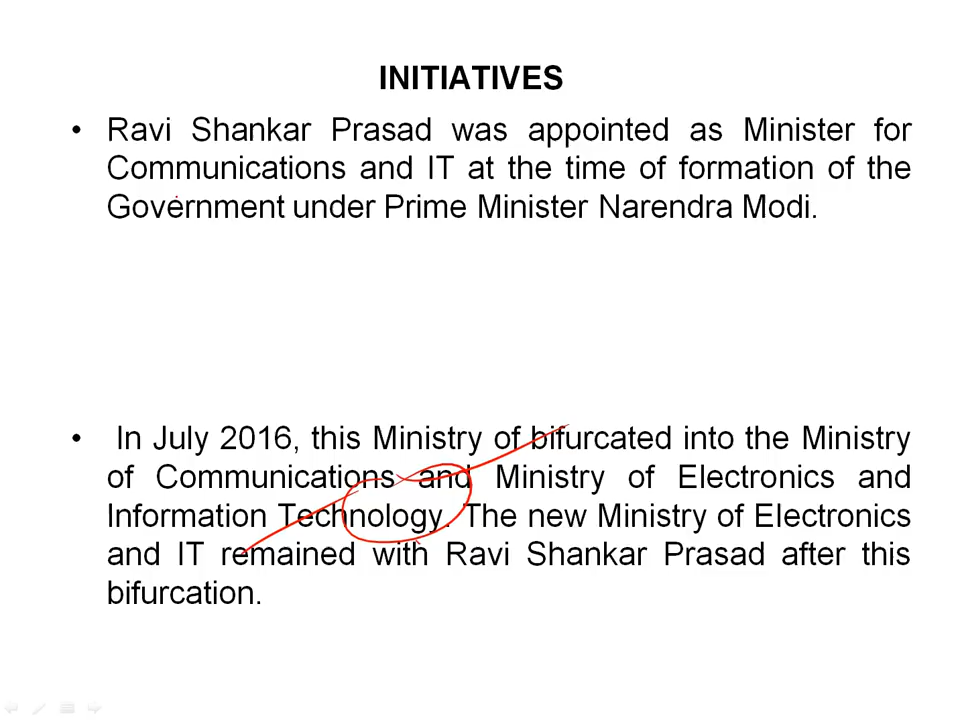 INITIATIVES
• Ravi Shankar Prasad was appointed as Minister for
Communications and IT at the time of formation of the
Government under Prime Minister Narendra Modi.
• In July 2016, this Ministry of bifurcated into the Ministry
of Communications and Ministry of Electronics and
Information Technology. The new Ministry of Electronics
and IT remained with Ravi Shankar Prasad after this
bifurcation.